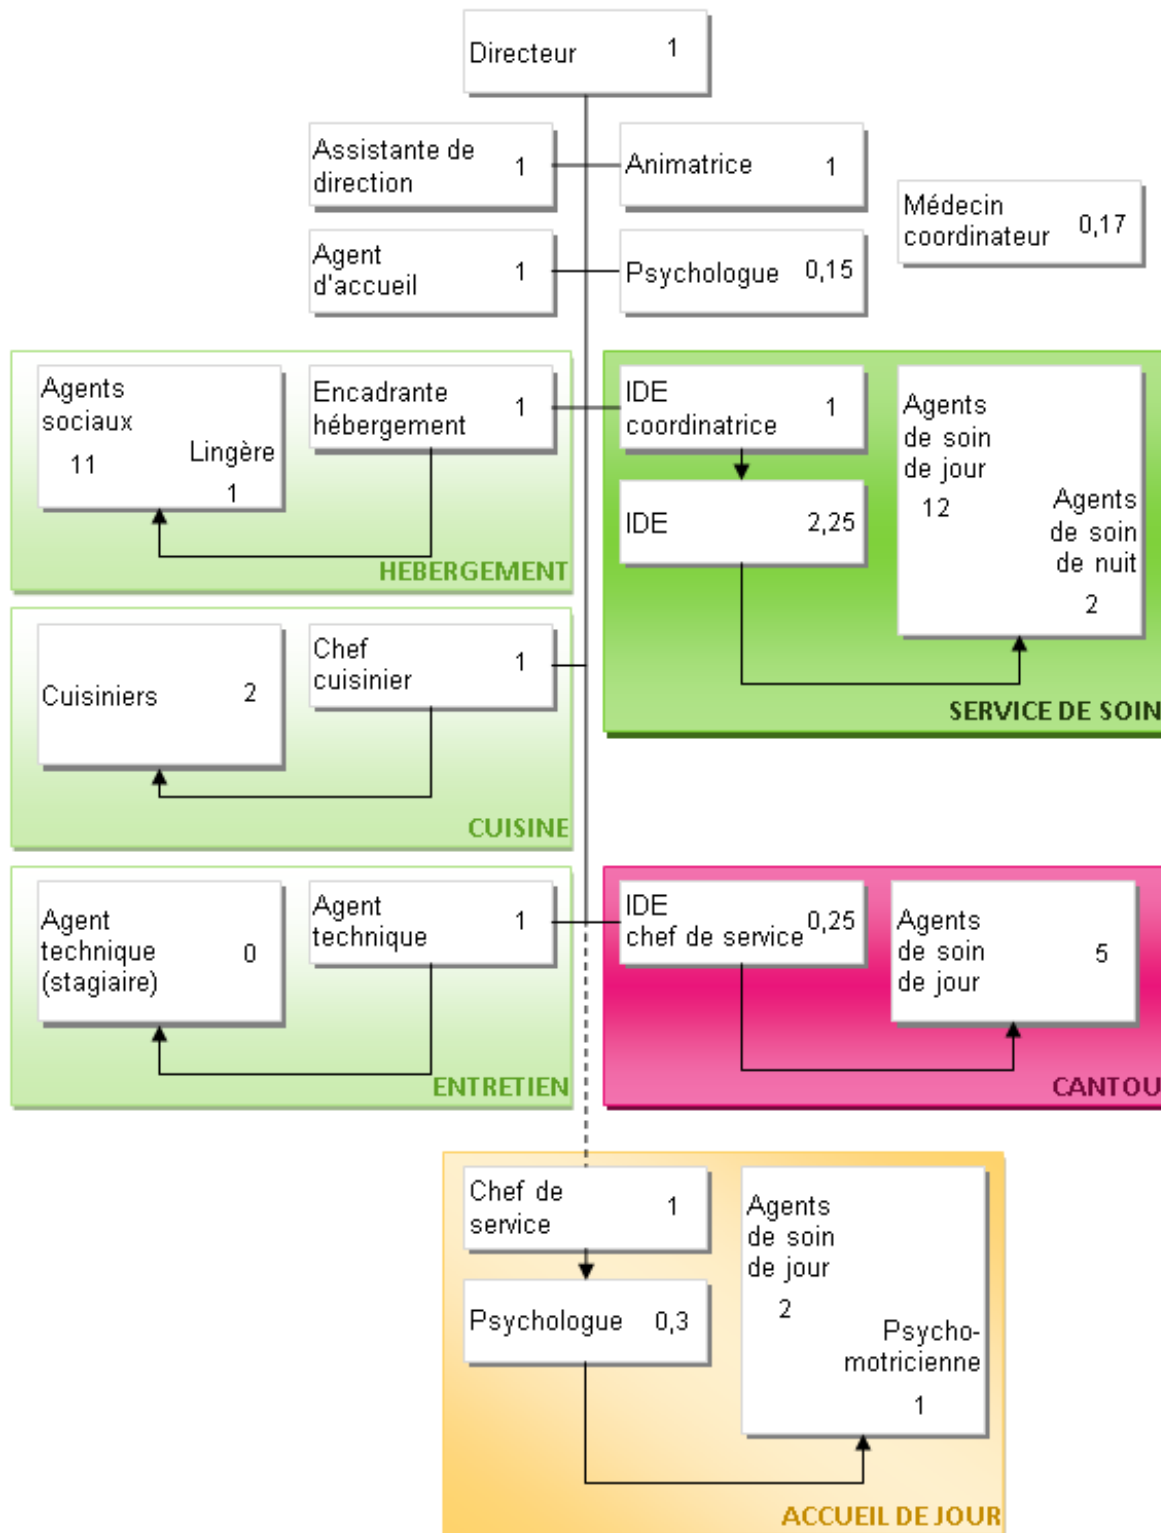 Directeur 1
Assistante de
direction 1
Animatrice 1
Médecin
coordinateur 0,17
Agent
d'accueil 1
Psychologue 0,15
Agents
sociaux
11
Lingère
1
Encadrante
hébergement 1
HEBERGEMENT
IDE
coordinatrice 1
IDE 2,25
Agents
de soin
de jour
12
Agents
de soin
de nuit
2
SERVICE DE SOIN
Cuisiniers 2
Chef
cuisinier 1
CUISINE
Agent
technique 0
(stagiaire)
Agent
technique 1
ENTRETIEN
IDE
chef de service 0,25
Agents
de soin 5
de jour
CANTOU
Chef de
service 1
Psychologue 0,3
Agents
de soin
de jour
2
Psycho-
motricienne
1
ACCUEIL DE JOUR